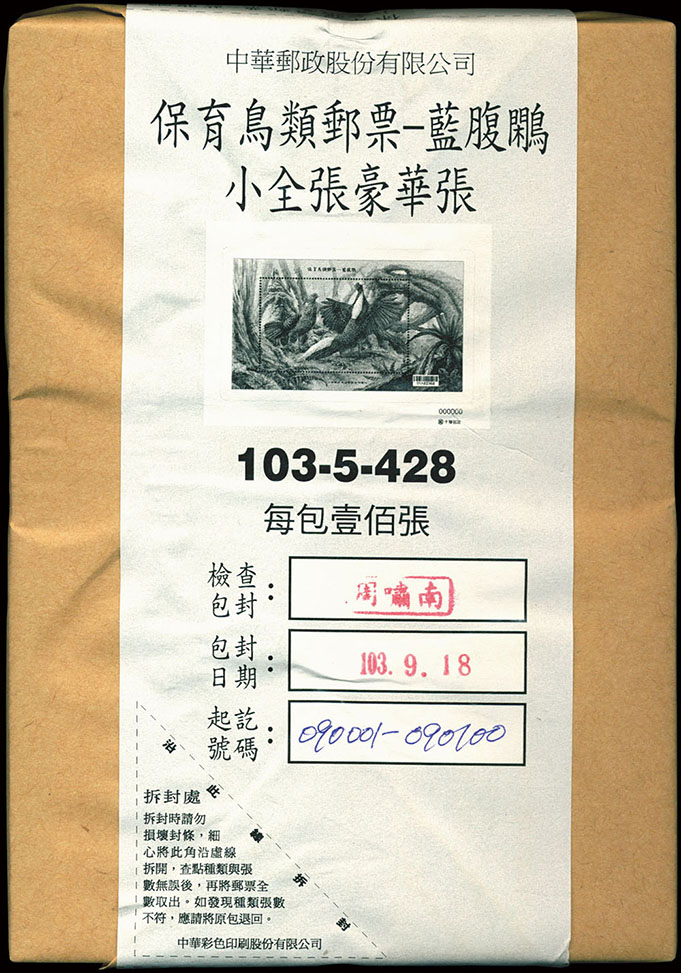 中華郵政股份有限公司
保育鳥類郵票-藍腹鷳
小全張豪華張
000000
103-5-428
每包壹佰張
檢查包封：
周嘯南
包封日期：
103.9.18
起訖號碼：
090001-090100
沿此線拆封
拆封處
拆封時請勿
損壞封條，細
心將此角沿虛線
拆開，查點種類與張
數無誤後，再將郵票全
數取出。如發現種類張數
不符，應請將原包退回。
中華彩色印刷股份有限公司